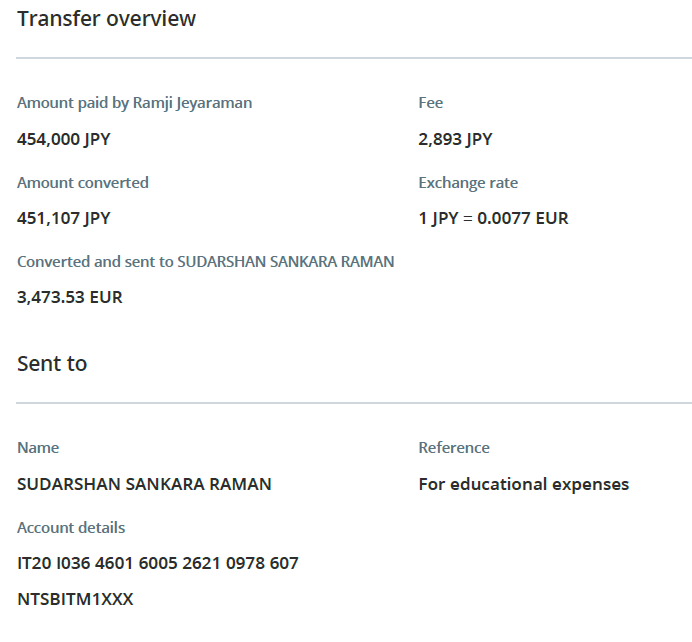 Transfer overview
Amount paid by Ramji Jeyaraman
Fee
454,000 JPY
2,893 JPY
Amount converted
Exchange rate
451,107 JPY
1 JPY = 0.0077 EUR
Converted and sent to SUDARSHAN SANKARA RAMAN
3,473.53 EUR
Sent to
Name
Reference
SUDARSHAN SANKARA RAMAN
For educational expenses
Account details
IT20 I036 4601 6005 2621 0978 607
NTSBITM1XXX